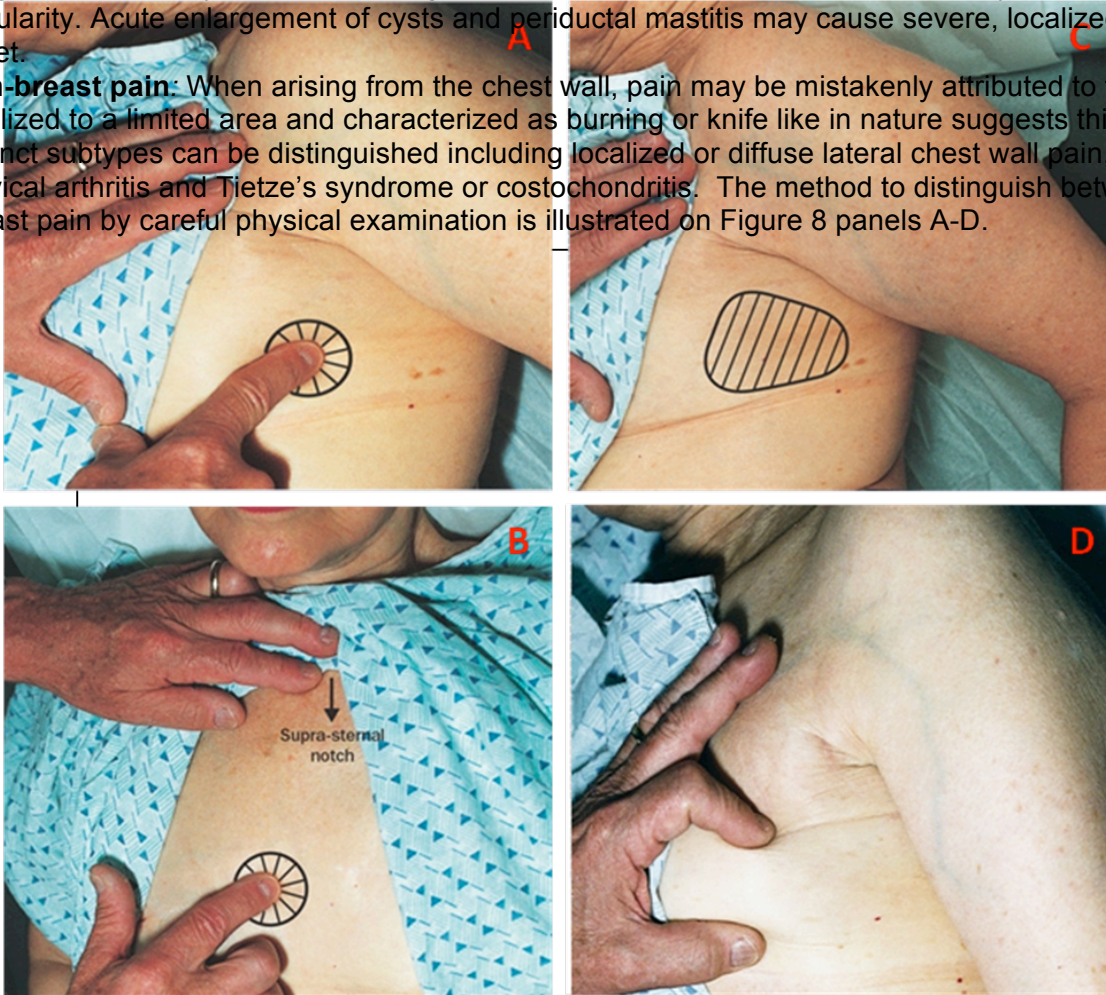 ularity. Acute enlargement of cysts and periductal mastitis may cause severe, localize
et.
-breast pain: When arising from the chest wall, pain may be mistakenly attributed to
lized to a limited area and characterized as burning or knife like in nature suggests thi
nct subtypes can be distinguished including localized or diffuse lateral chest wall pain
ical arthritis and Tietze's syndrome or costochondritis. The method to distinguish betw
ast pain by careful physical examination is illustrated on Figure 8 panels A-D.
A
C
B
D
Supra-sternal
notch